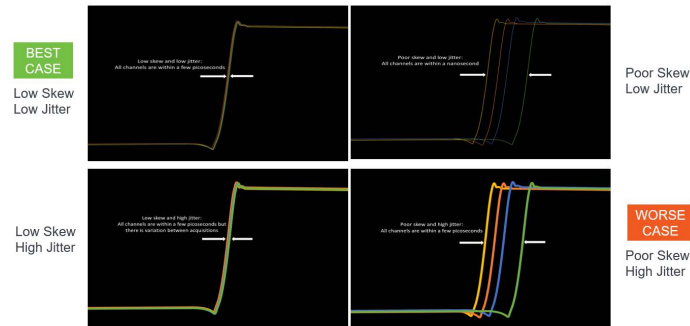 BEST
CASE
Low Skew
Low Jitter
Low skew and low jitter:
All channels are within a few picoseconds
Poor skew and low jitter:
All channels are within a nanosecond
Poor Skew
Low Jitter
Low Skew
High Jitter
Low skew and high jitter:
All channels are within a few picoseconds but
there is variation between acquisitions
Poor skew and high jitter:
All channels are within a few picoseconds
WORSE
CASE
Poor Skew
High Jitter